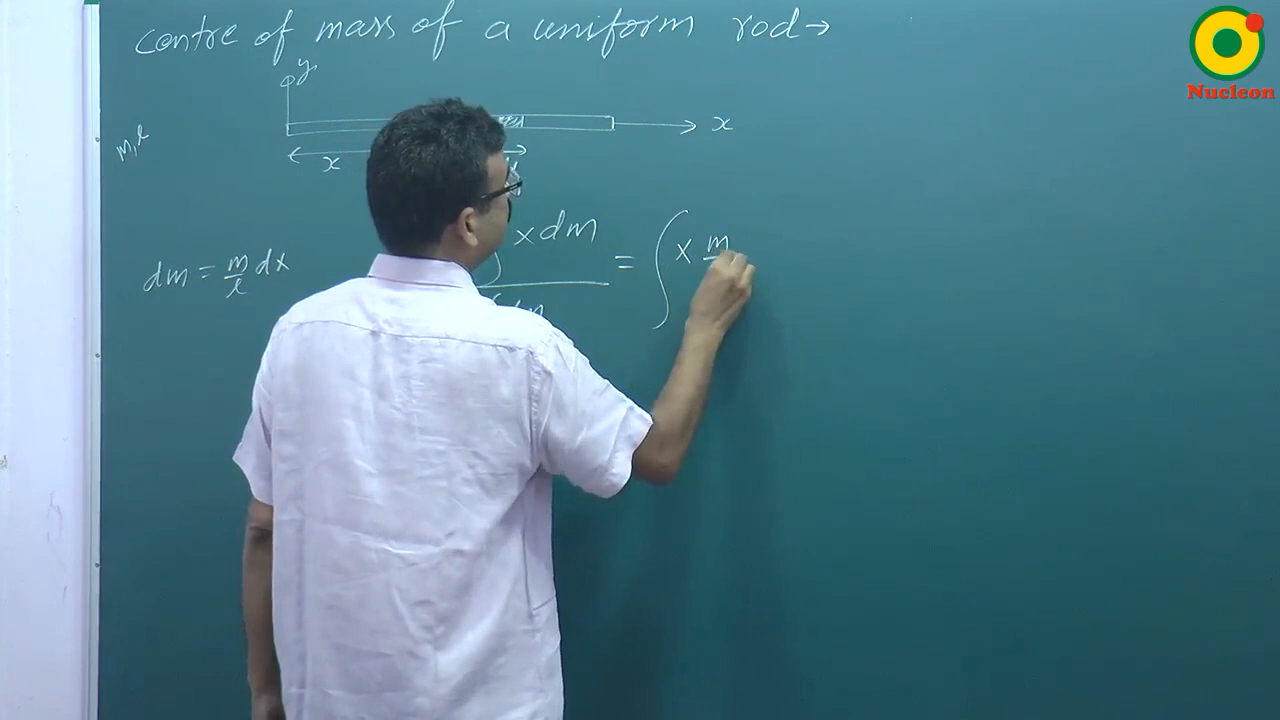 centre of mass of a uniform rod →
Nucleon
y
x
m, l
x
x dm
= ∫ x m
dm = m/l dx